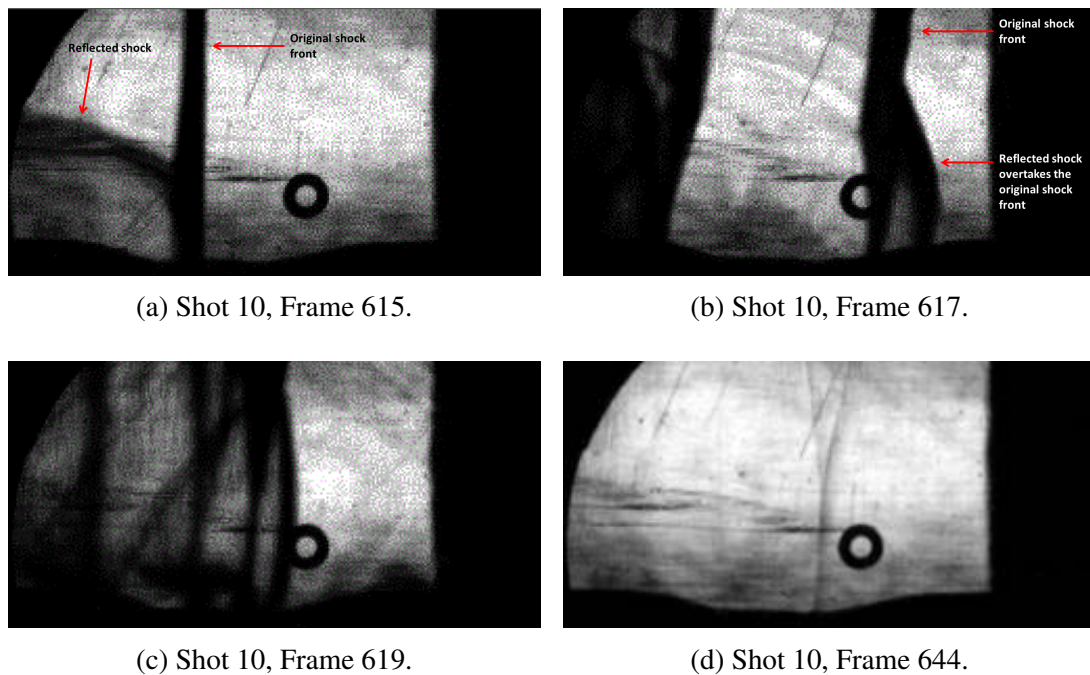 Reflected shock
Original shock
front
Original shock
front
Reflected shock
overtakes the
original shock
front
(a) Shot 10, Frame 615.
(b) Shot 10, Frame 617.
(c) Shot 10, Frame 619.
(d) Shot 10, Frame 644.